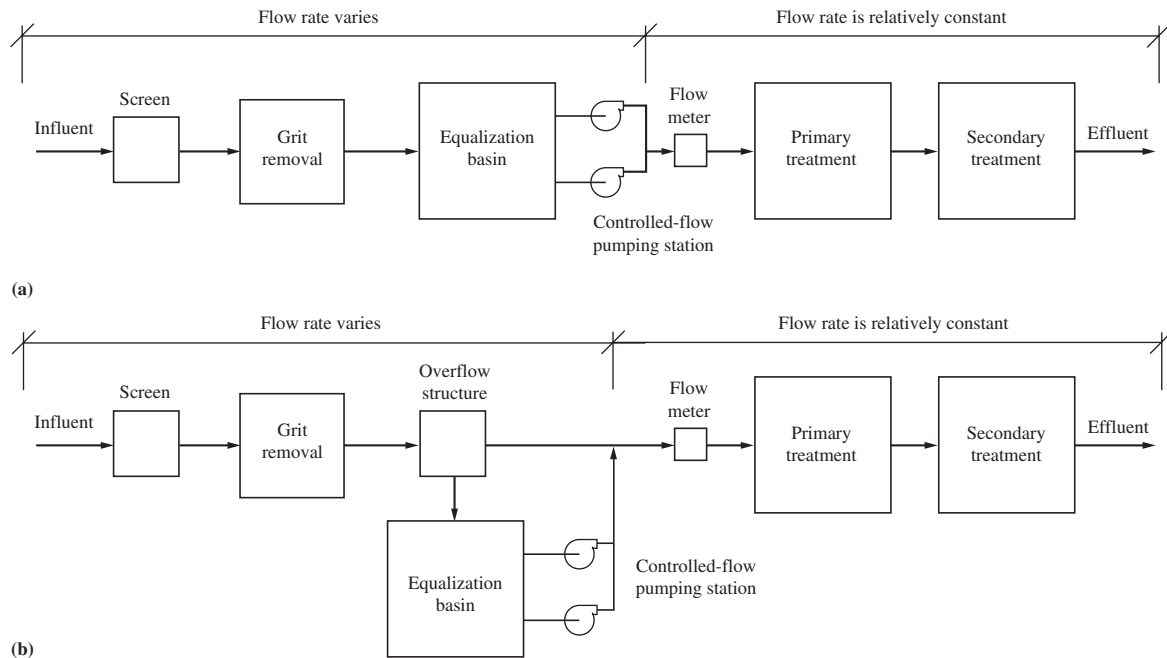 Flow rate varies
Flow rate is relatively constant
Influent
Screen
Grit
removal
Equalization
basin
Controlled-flow
pumping station
Flow
meter
Primary
treatment
Secondary
treatment
Effluent
(a)
Flow rate varies
Flow rate is relatively constant
Influent
Screen
Grit
removal
Overflow
structure
Equalization
basin
Controlled-flow
pumping station
Flow
meter
Primary
treatment
Secondary
treatment
Effluent
(b)